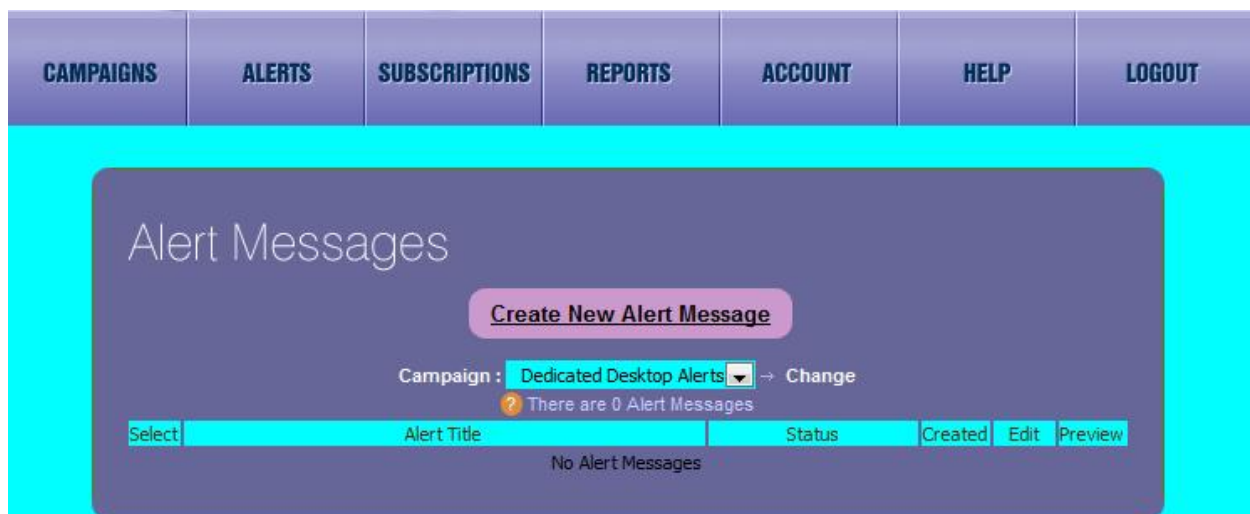 CAMPAIGNS ALERTS SUBSCRIPTIONS REPORTS ACCOUNT HELP LOGOUT
Alert Messages
Create New Alert Message
Campaign : Dedicated Desktop Alerts → Change
? There are 0 Alert Messages
Select Alert Title Status Created Edit Preview
No Alert Messages